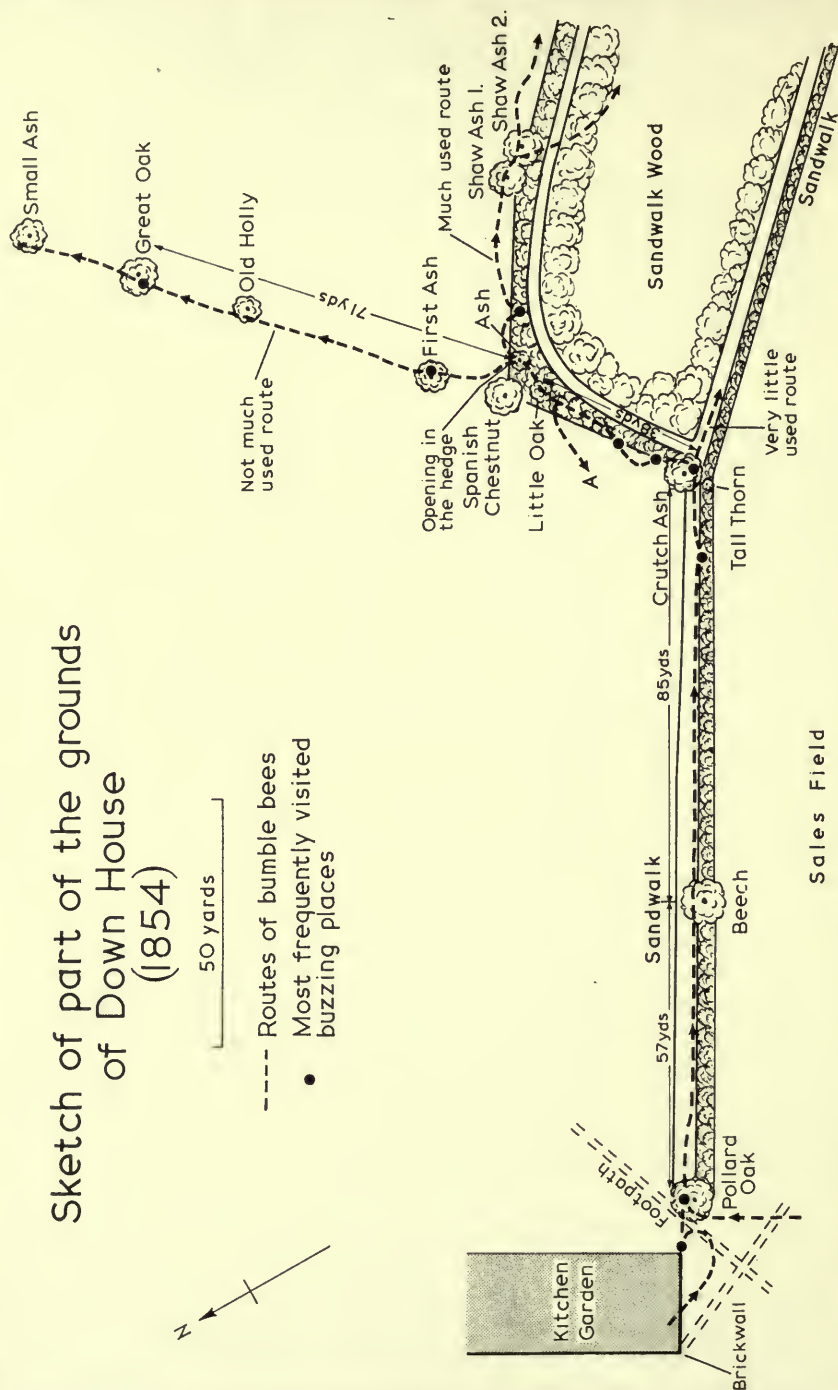 Sketch of part of the grounds
of Down House
(1854)
50 yards
Routes of bumble bees
Most frequently visited
buzzing places
N
Small Ash
Great Oak
Old Holly
71yds
Not much
used route
First Ash
Ash
Opening in
the hedge
Spanish
Chestnut
Little Oak
A
Much used route
Shaw Ash 1.
Shaw Ash 2.
Sandwalk Wood
38yds
Sandwalk
Very little
used route
Crutch Ash
Tall Thorn
85yds
Sandwalk
57yds
Beech
Sales Field
Footpath
Pollard
Oak
Kitchen
Garden
Brickwall